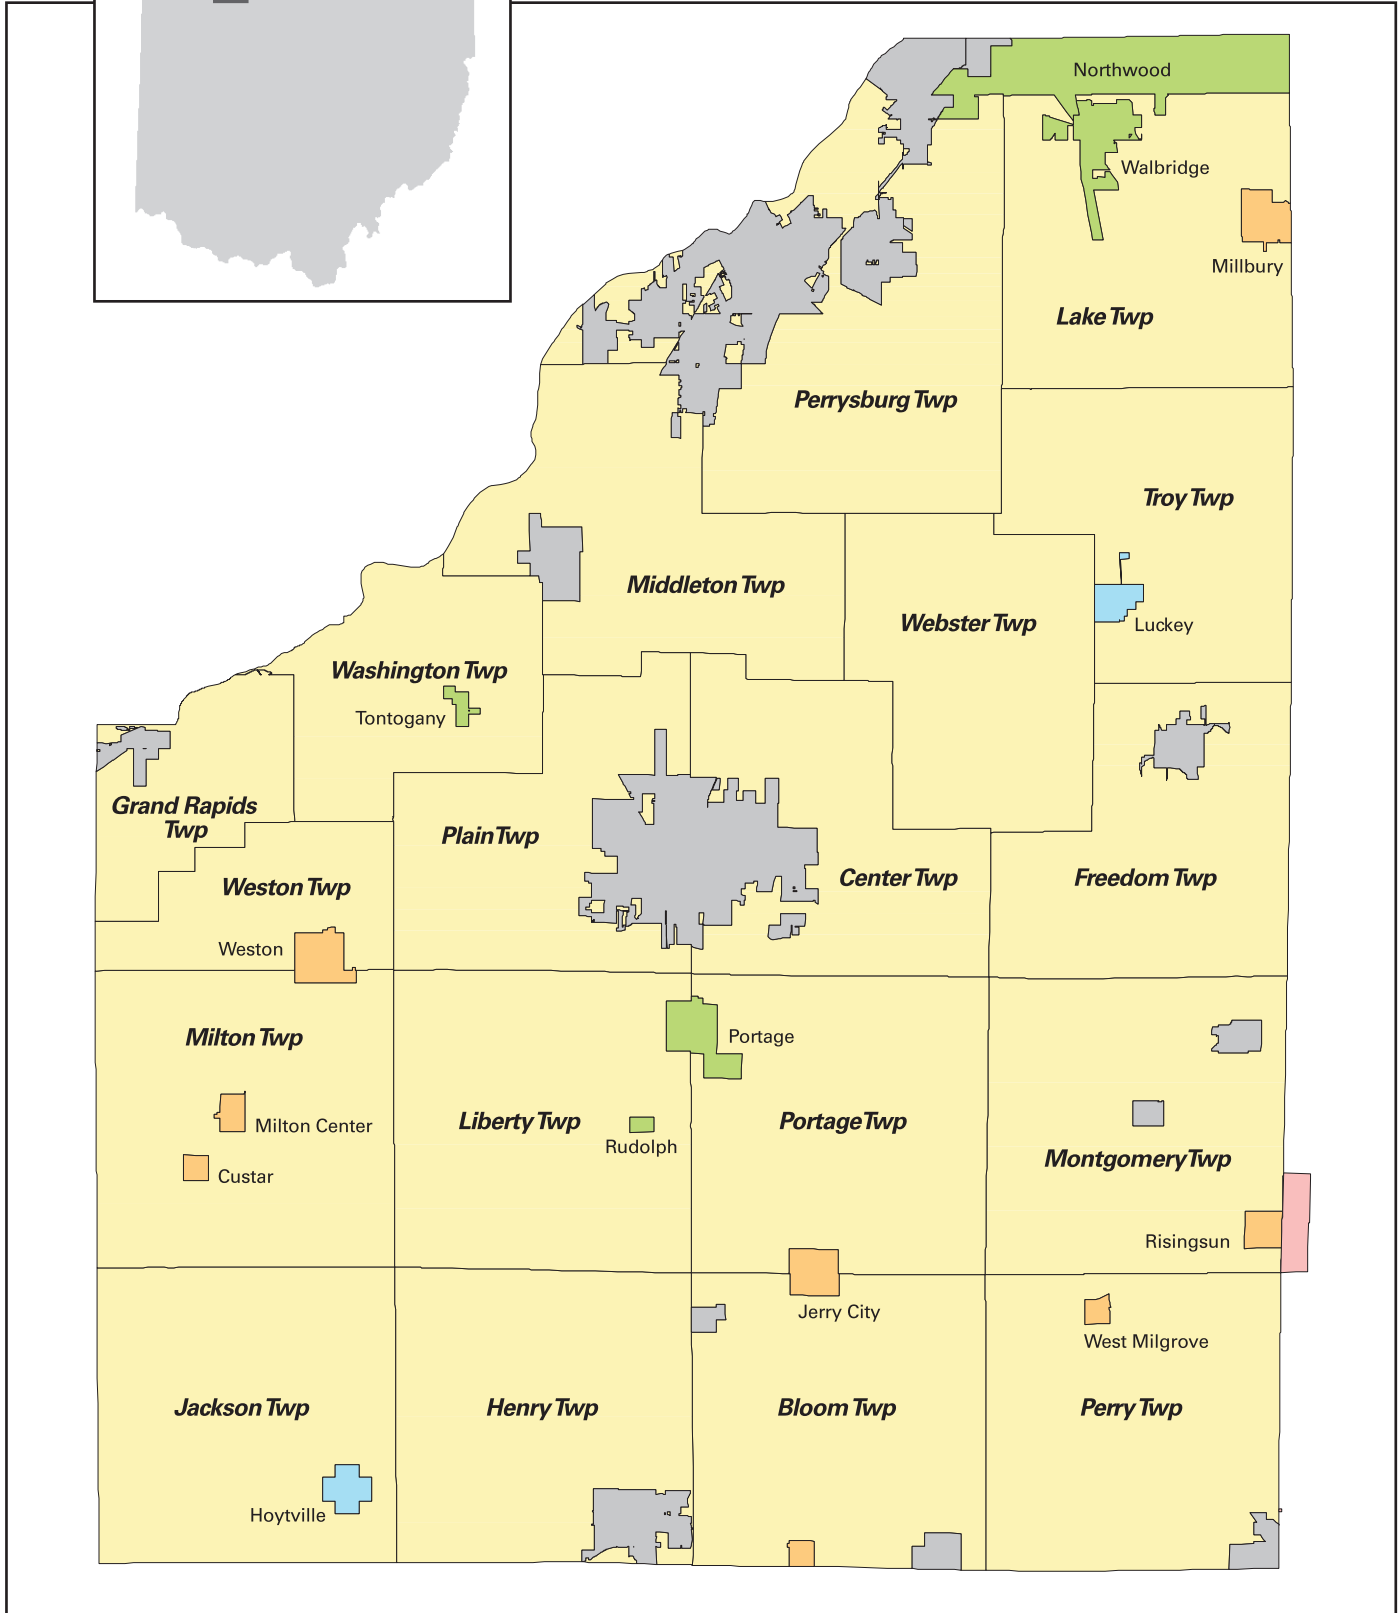 Northwood
Walbridge
Millbury
Lake Twp
Perrysburg Twp
Troy Twp
Middleton Twp
Webster Twp
Luckey
Washington Twp
Tontogany
Grand Rapids
Twp
Plain Twp
Weston Twp
Center Twp
Freedom Twp
Weston
Milton Twp
Portage
Liberty Twp
Portage Twp
Milton Center
Rudolph
Montgomery Twp
Custar
Risingsun
Jerry City
West Milgrove
Jackson Twp
Henry Twp
Bloom Twp
Perry Twp
Hoytville